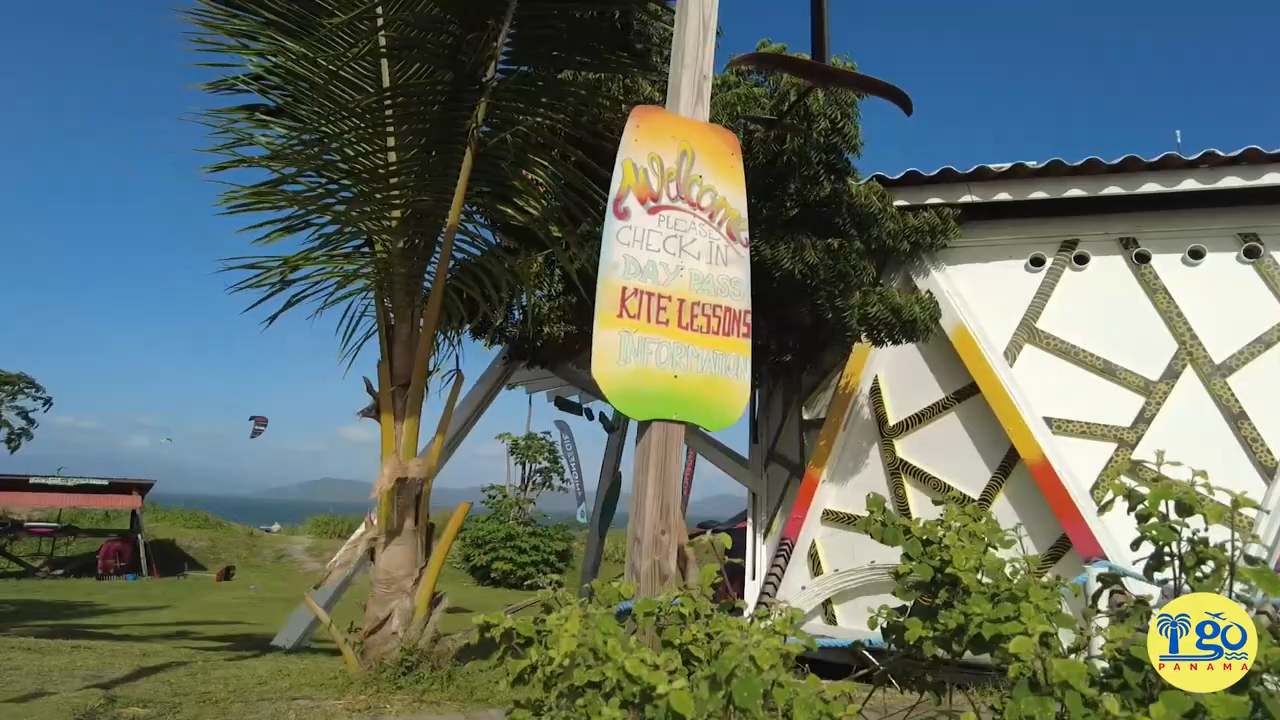 Welcome
PLEASE
CHECK IN
DAY PASS
KITE LESSONS
INFORMATION
go
PANAMA